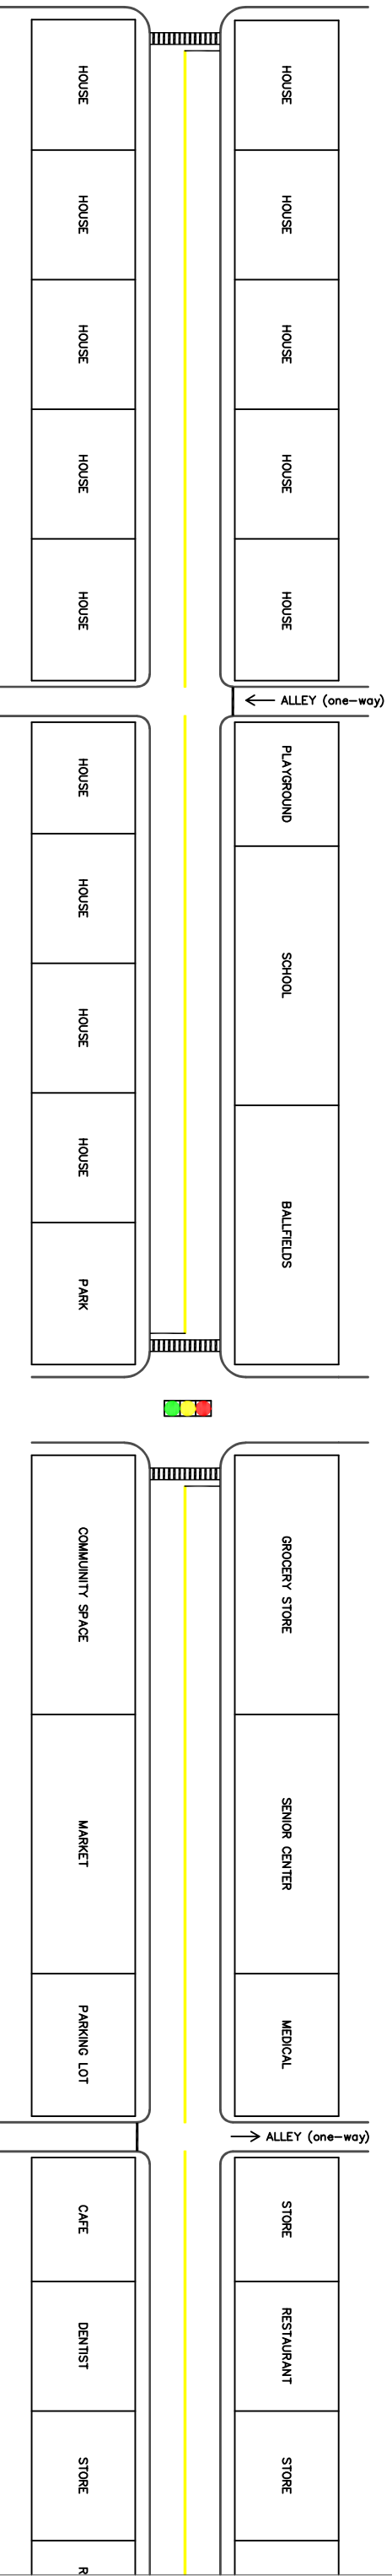 HOUSE
HOUSE
HOUSE
HOUSE
HOUSE
HOUSE
HOUSE
HOUSE
HOUSE
HOUSE
ALLEY (one-way)
HOUSE
PLAYGROUND
HOUSE
SCHOOL
HOUSE
HOUSE
BALLFIELDS
PARK
COMMUINITY SPACE
GROCERY STORE
MARKET
SENIOR CENTER
PARKING LOT
MEDICAL
ALLEY (one-way)
CAFE
STORE
DENTIST
RESTAURANT
STORE
STORE
R